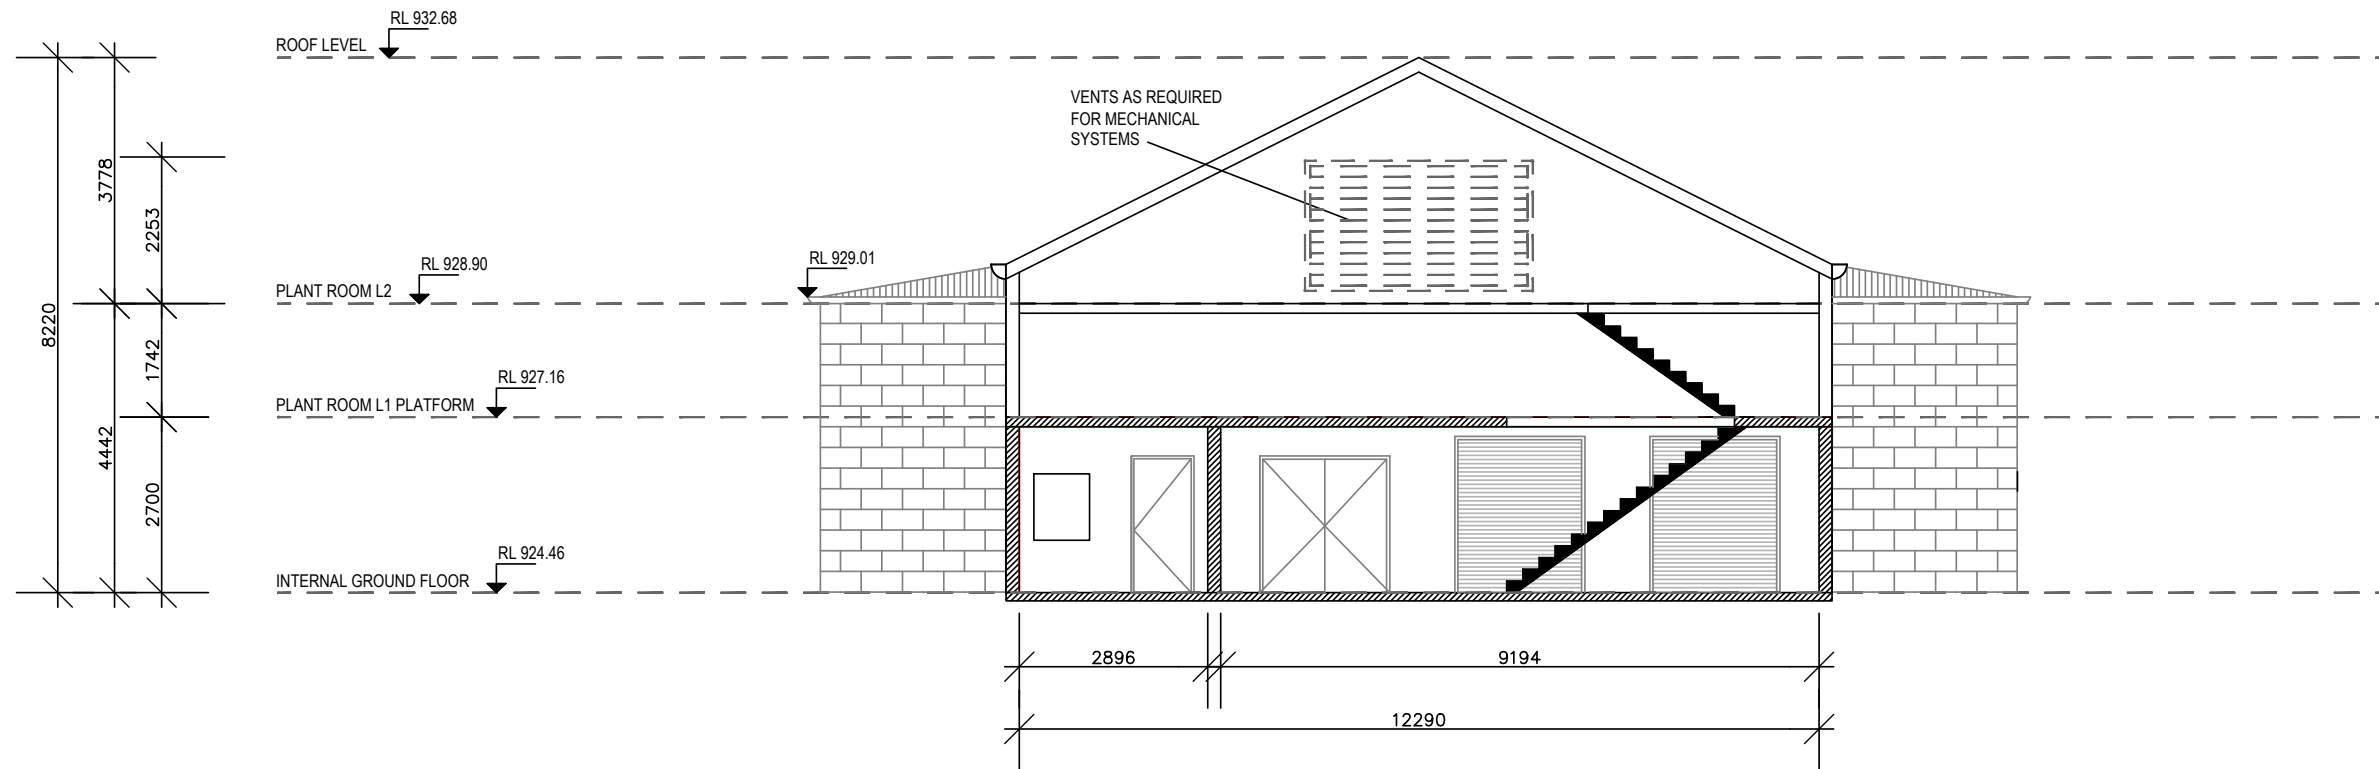 RL 932.68
ROOF LEVEL
VENTS AS REQUIRED
FOR MECHANICAL
SYSTEMS
3778
2253
RL 929.01
RL 928.90
PLANT ROOM L2
8220
1742
RL 927.16
PLANT ROOM L1 PLATFORM
4442
2700
RL 924.46
INTERNAL GROUND FLOOR
2896
9194
12290